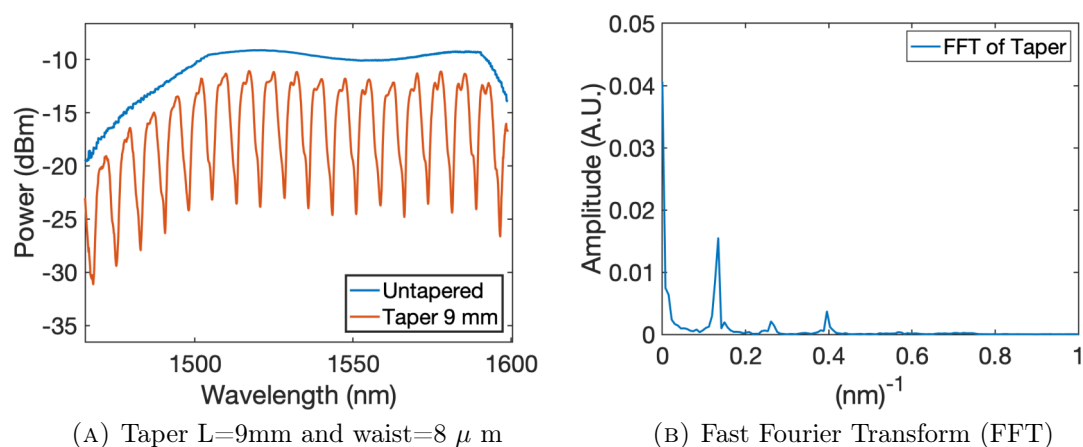 -10
-15
-20
-25
-30
-35
Power (dBm)
Untapered
Taper 9 mm
1500
1550
1600
Wavelength (nm)
(A) Taper L=9mm and waist=8 μ m
0.05
0.04
0.03
0.02
0.01
0
Amplitude (A.U.)
FFT of Taper
0
0.2
0.4
0.6
0.8
1
(nm)⁻¹
(B) Fast Fourier Transform (FFT)